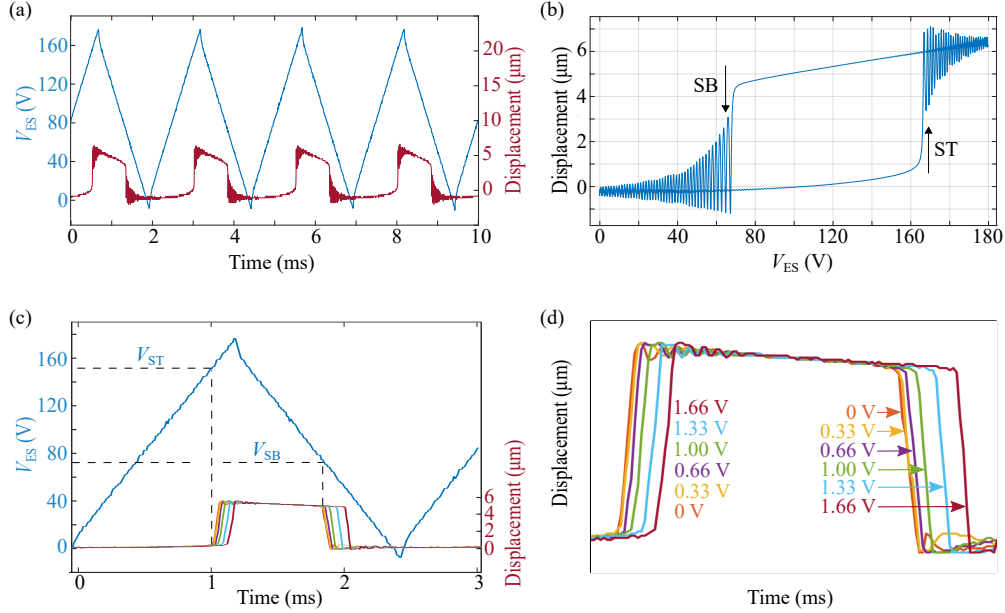 (a)
160
120
80
40
0
V_ES (V)
20
15
10
5
0
Displacement (μm)
0
2
4
6
8
10
Time (ms)
(b)
6
4
2
0
Displacement (μm)
SB
ST
0
40
80
120
160
180
V_ES (V)
(c)
160
120
80
40
0
V_ES (V)
V_ST
V_SB
6
4
2
0
Displacement (μm)
0
1
2
3
Time (ms)
(d)
Displacement (μm)
1.66 V
1.33 V
1.00 V
0.66 V
0.33 V
0 V
0 V
0.33 V
0.66 V
1.00 V
1.33 V
1.66 V
Time (ms)